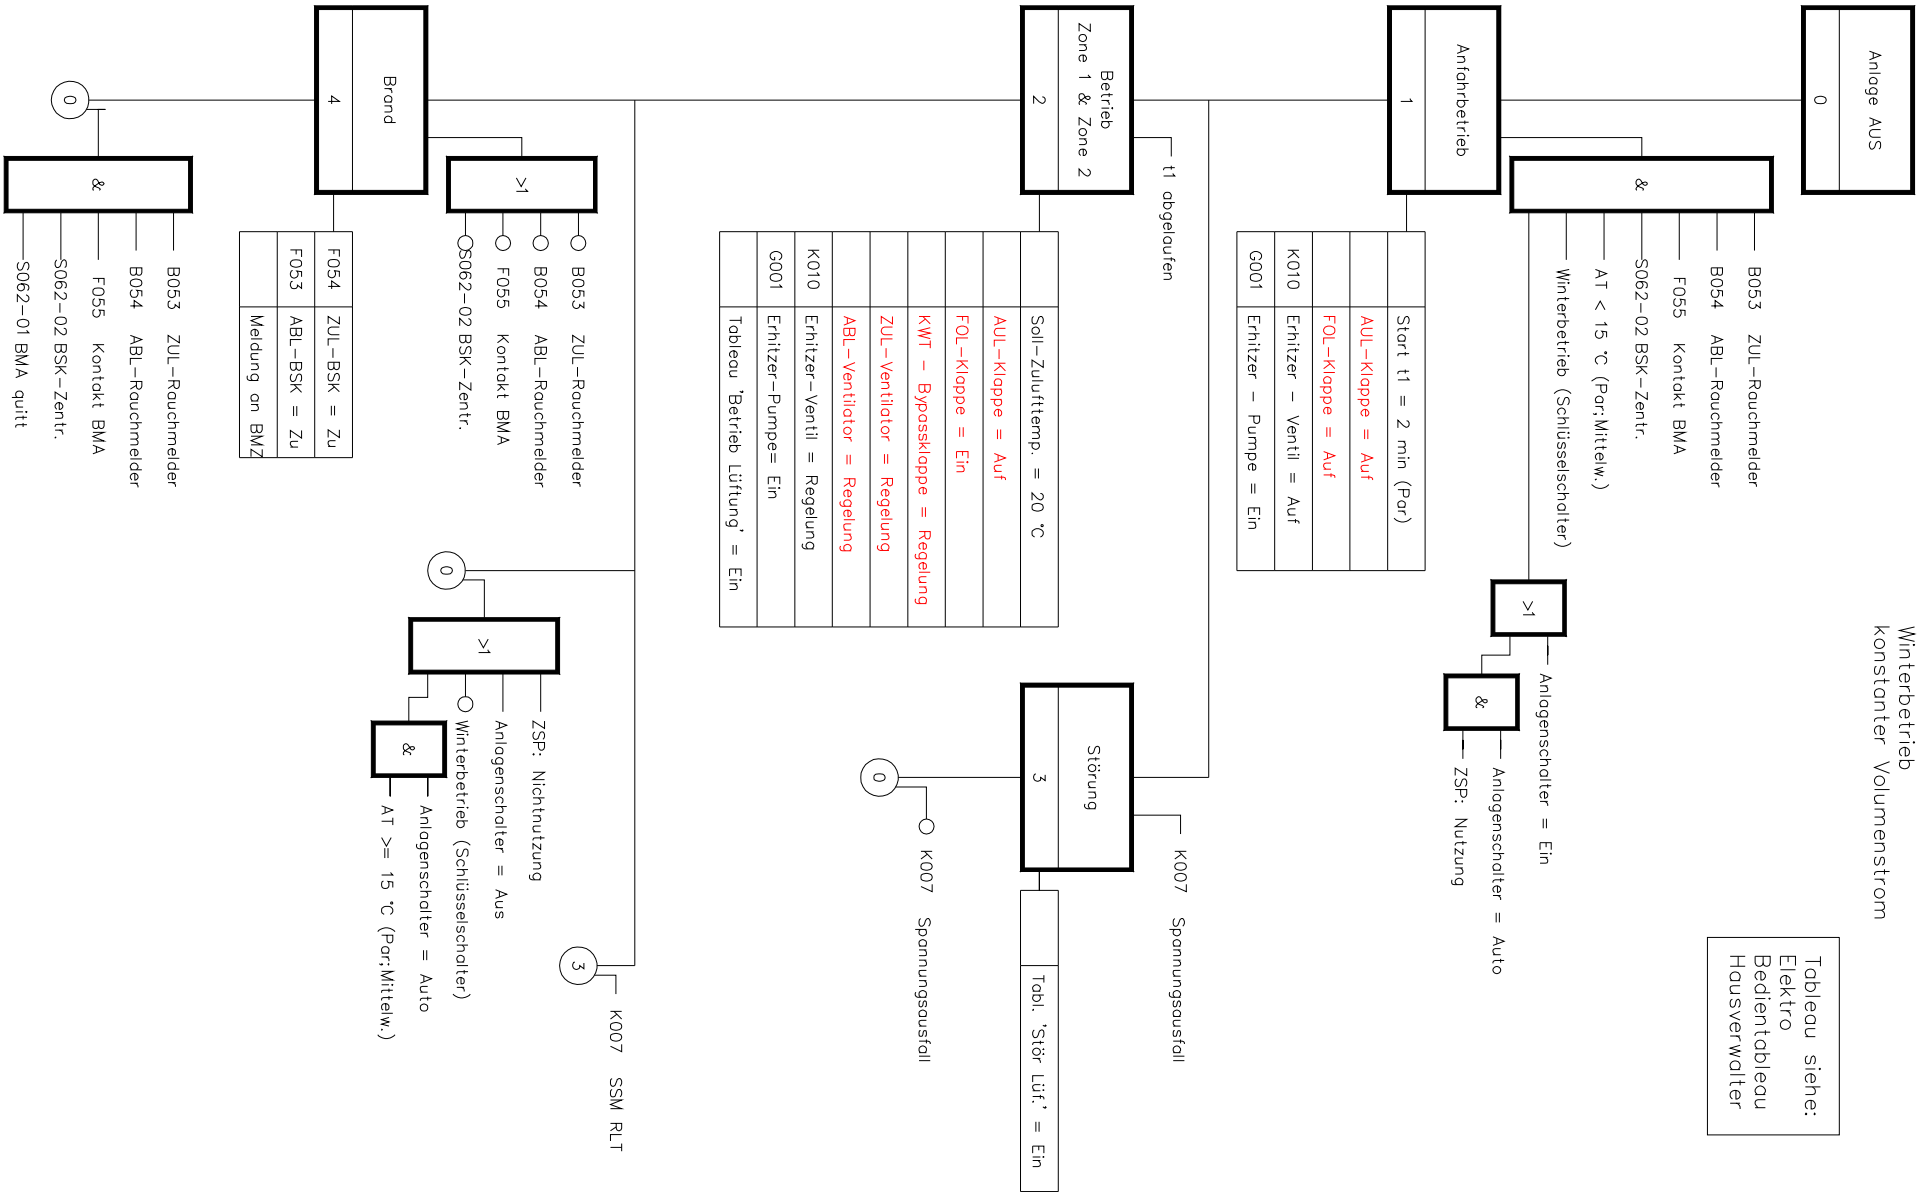 Winterbetrieb
konstanter Volumenstrom
Tableau siehe:
Elektro
Bedientableau
Hausverwalter
Anlage AUS
0
&
B053 ZUL-Rauchmelder
B054 ABL-Rauchmelder
F055 Kontakt BMA
S062-02 BSK-Zentr.
AT < 15 °C (Par;Mittelw.)
Winterbetrieb (Schlüsselschalter)
>1
Anlagenschalter = Ein
&
Anlagenschalter = Auto
ZSP: Nutzung
Anfahrbetrieb
1
Start t1 = 2 min (Par)
AUL-Klappe = Auf
FOL-Klappe = Auf
K010 Erhitzer - Ventil = Auf
G001 Erhitzer - Pumpe = Ein
t1 abgelaufen
Betrieb
Zone 1 & Zone 2
2
Soll-Zulufttemp. = 20 °C
AUL-Klappe = Auf
FOL-Klappe = Ein
KWT - Bypassklappe = Regelung
ZUL-Ventilator = Regelung
ABL-Ventilator = Regelung
K010 Erhitzer-Ventil = Regelung
G001 Erhitzer-Pumpe= Ein
Tableau 'Betrieb Lüftung' = Ein
K007 Spannungsausfall
Störung
3
Tabl. 'Stör Lüf.' = Ein
K007 Spannungsausfall
0
K007 SSM RLT
3
0
>1
ZSP: Nichtnutzung
Anlagenschalter = Aus
Winterbetrieb (Schlüsselschalter)
&
Anlagenschalter = Auto
AT >= 15 °C (Par;Mittelw.)
>1
B053 ZUL-Rauchmelder
B054 ABL-Rauchmelder
F055 Kontakt BMA
S062-02 BSK-Zentr.
Brand
4
F054 ZUL-BSK = Zu
F053 ABL-BSK = Zu
Meldung an BMZ
0
&
B053 ZUL-Rauchmelder
B054 ABL-Rauchmelder
F055 Kontakt BMA
S062-02 BSK-Zentr.
S062-01 BMA quitt